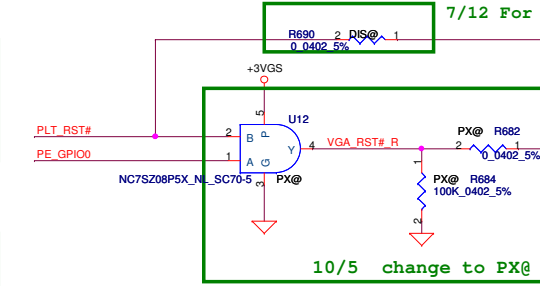 7/12 For
R690 2 DIS@ 1
0_0402_5%
+3VGS
5
U12
PLT_RST# 2 B P
Y 4 VGA_RST#_R
PX@ R682
2 1
0_0402_5%
PE_GPIO0 1 A G
NC7SZ08P5X_NL_SC70-5 3 PX@
1
PX@ R684
100K_0402_5%
2
10/5 change to PX@